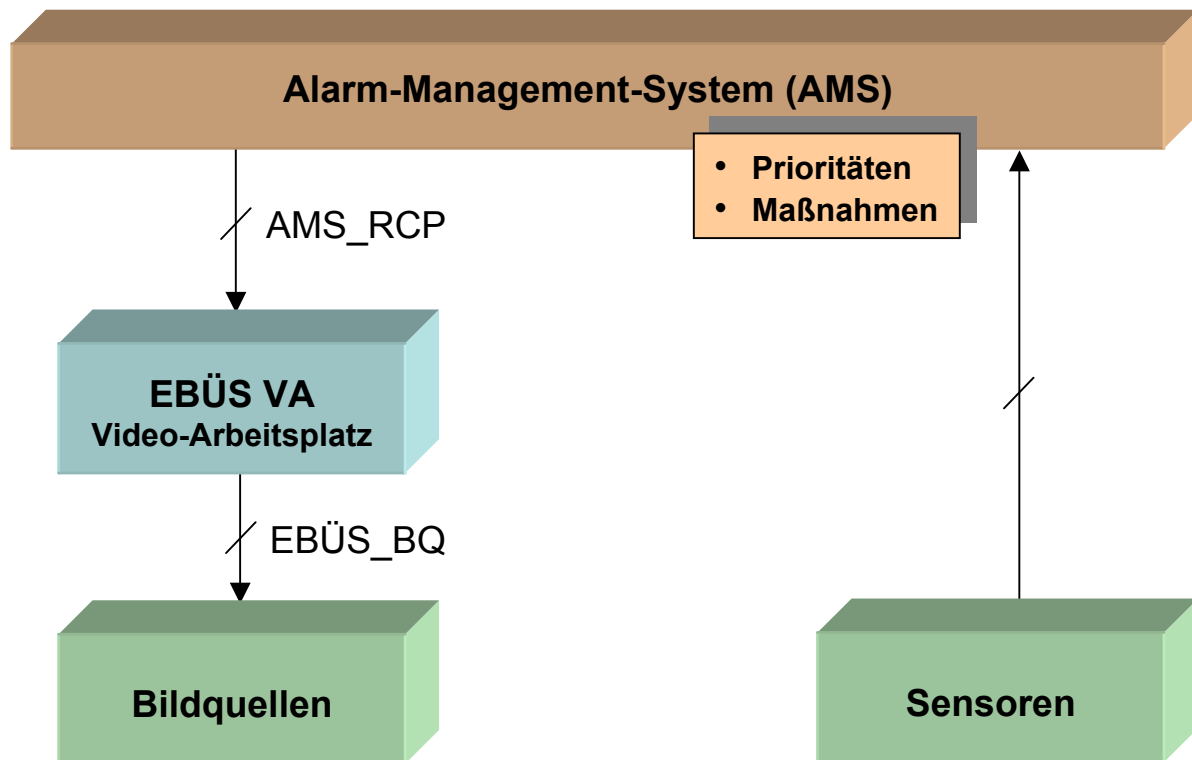 Alarm-Management-System (AMS)
• Prioritäten
• Maßnahmen
AMS_RCP
EBÜS VA
Video-Arbeitsplatz
EBÜS_BQ
Bildquellen
Sensoren